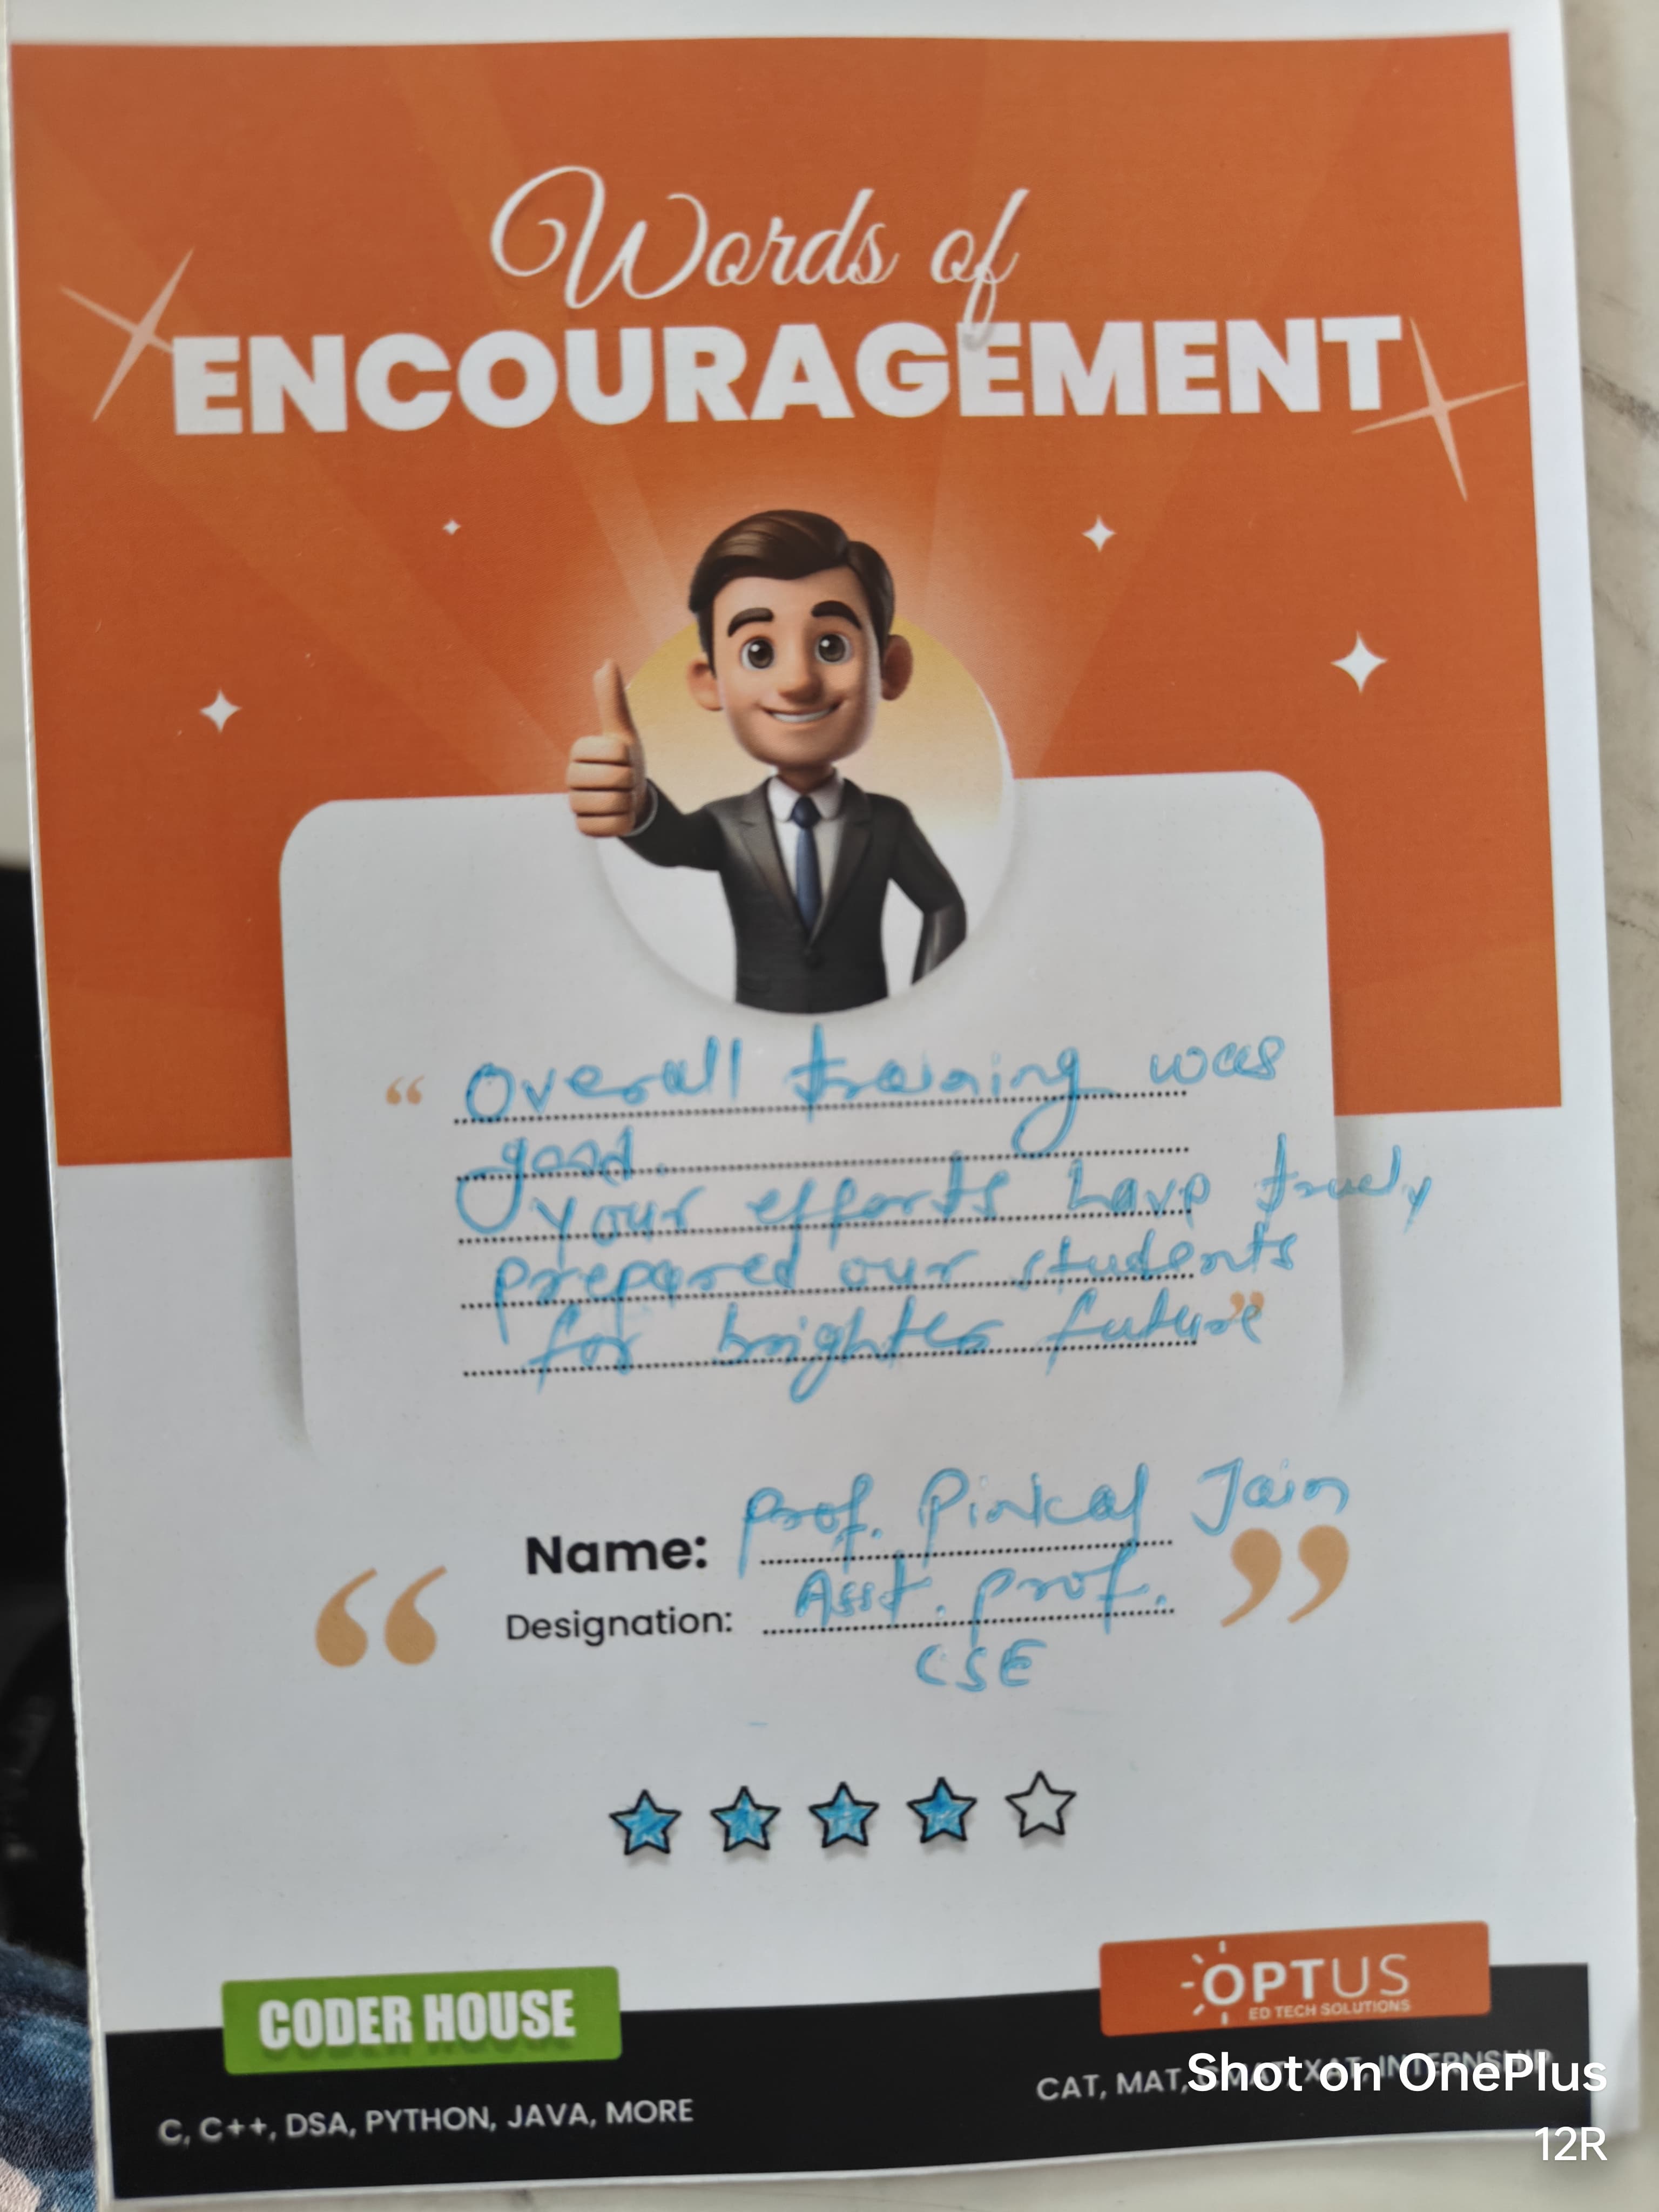 Words of
ENCOURAGEMENT
“ Overall training was
good.
Your efforts have truely
prepared our students
for brighter future ”
Name: Prof. Pinkal Jain
Designation: Asst. Prof.
CSE
CODER HOUSE
C, C++, DSA, PYTHON, JAVA, MORE
OPTUS
ED TECH SOLUTIONS
CAT, MAT, CMAT, XAT, INTERNSHIP
Shot on OnePlus
12R